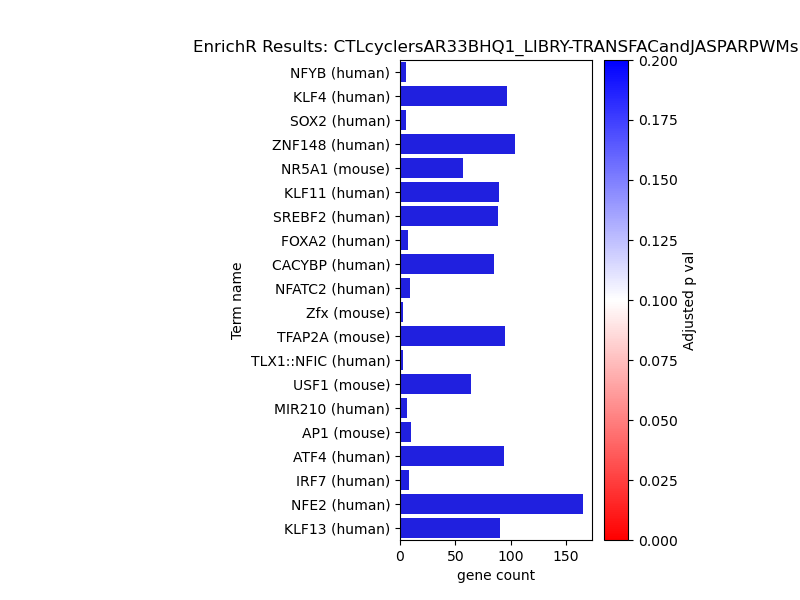 EnrichR Results: CTLcyclersAR33BHQ1_LIBRY-TRANSFACandJASPARPWMs
NFYB (human)
KLF4 (human)
SOX2 (human)
ZNF148 (human)
NR5A1 (mouse)
KLF11 (human)
SREBF2 (human)
FOXA2 (human)
CACYBP (human)
NFATC2 (human)
Zfx (mouse)
TFAP2A (mouse)
TLX1::NFIC (human)
USF1 (mouse)
MIR210 (human)
AP1 (mouse)
ATF4 (human)
IRF7 (human)
NFE2 (human)
KLF13 (human)
Term name
0 50 100 150
gene count
0.200
0.175
0.150
0.125
0.100
0.075
0.050
0.025
0.000
Adjusted p val